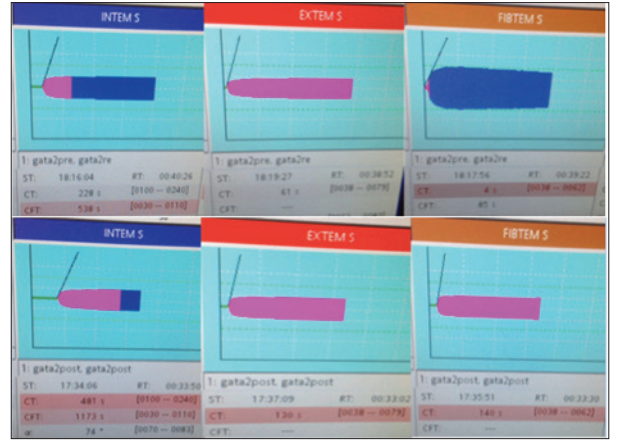 INTEM S
EXTEM S
FIBTEM S
1: gata2pre, gata2re
ST: 18:16:04 RT: 00:40:26
CT: 228 s [0100 — 0240]
CFT: 538 s [0030 — 0110]
1: gata2pre, gata2re
ST: 18:19:27 RT: 00:38:52
CT: 61 s [0038 — 0079]
CFT: ---
1: gata2pre, gata2re
ST: 18:17:56 RT: 00:39:22
CT: 4 s [0038 — 0062]
CFT: 85 s
INTEM S
EXTEM S
FIBTEM S
1: gata2post, gata2post
ST: 17:34:06 RT: 00:33:50
CT: 481 s [0100 — 0240]
CFT: 1173 s [0030 — 0110]
α: 74 ° [0070 — 0083]
1: gata2post, gata2post
ST: 17:37:09 RT: 00:33:02
CT: 130 s [0038 — 0079]
CFT: ---
1: gata2post, gata2post
ST: 17:35:51 RT: 00:33:30
CT: 140 s [0038 — 0062]
CFT: ---